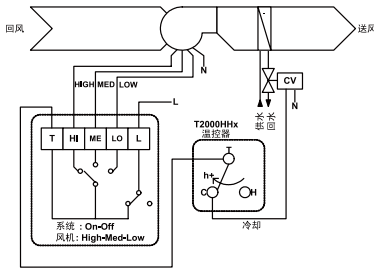 回风
送风
HIGH MED LOW
N
L
CV
N
供水
回水
T HI ME LO L
T2000HHx
温控器
T
h+
C
H
冷却
系统 : On-Off
风机: High-Med-Low